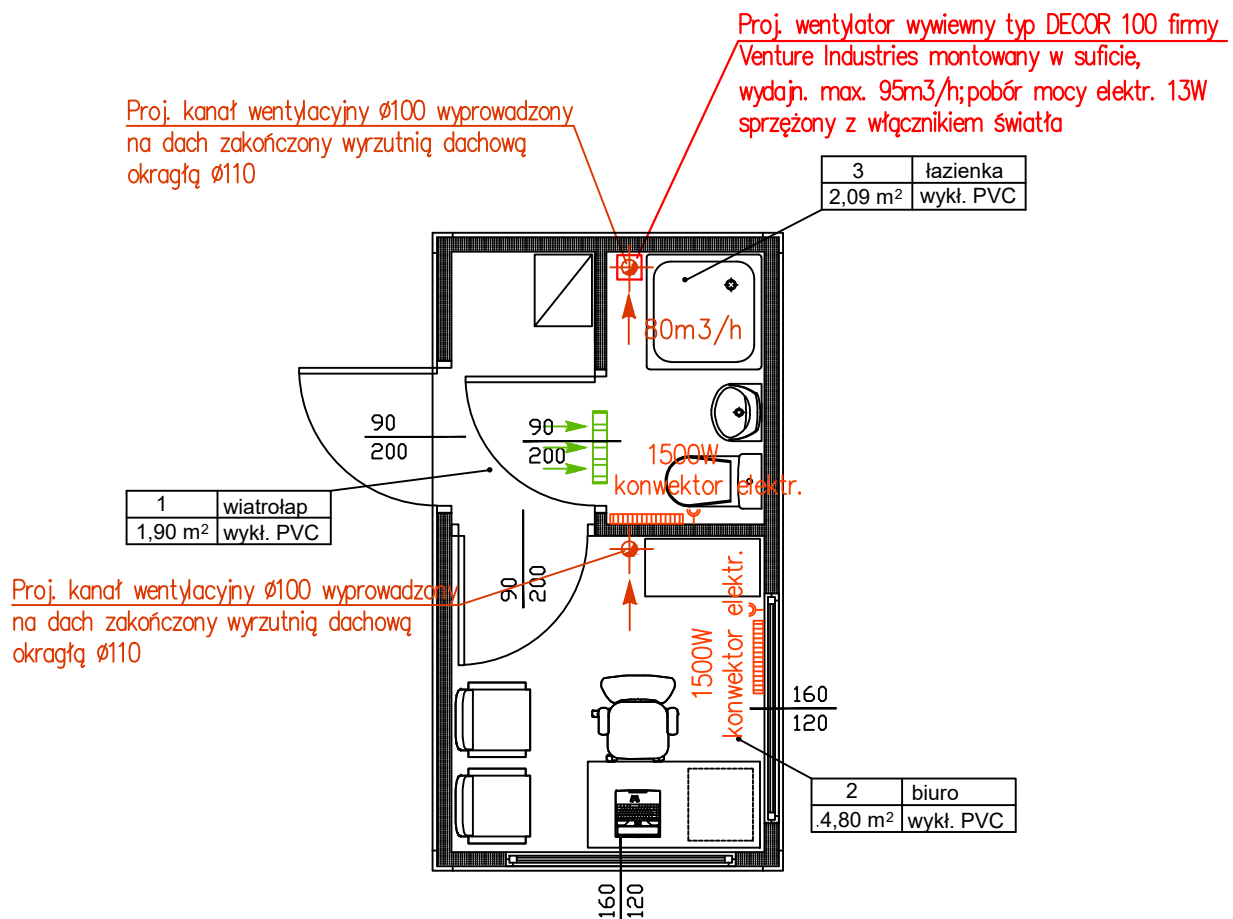 Proj. wentylator wywiewny typ DECOR 100 firmy
Venture Industries montowany w suficie,
wydajn. max. 95m3/h;pobór mocy elektr. 13W
sprzężony z włącznikiem światła
Proj. kanał wentylacyjny ø100 wyprowadzony
na dach zakończony wyrzutnią dachową
okragłą ø110
3 łazienka
2,09 m² wykł. PVC
80m3/h
90
200
90
200
1500W
konwektor elektr.
1 wiatrołap
1,90 m² wykł. PVC
Proj. kanał wentylacyjny ø100 wyprowadzony
na dach zakończony wyrzutnią dachową
okragłą ø110
90
200
1500W
konwektor elektr.
160
120
2 biuro
.4,80 m² wykł. PVC
160
120